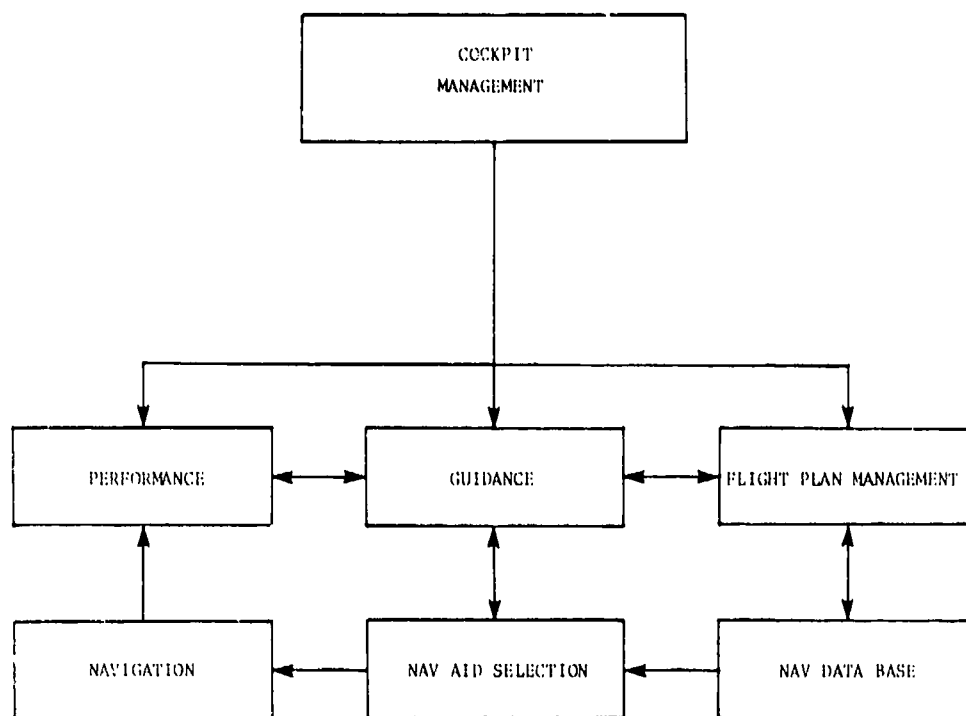 COCKPIT
MANAGEMENT
PERFORMANCE
GUIDANCE
FLIGHT PLAN MANAGEMENT
NAVIGATION
NAV AID SELECTION
NAV DATA BASE